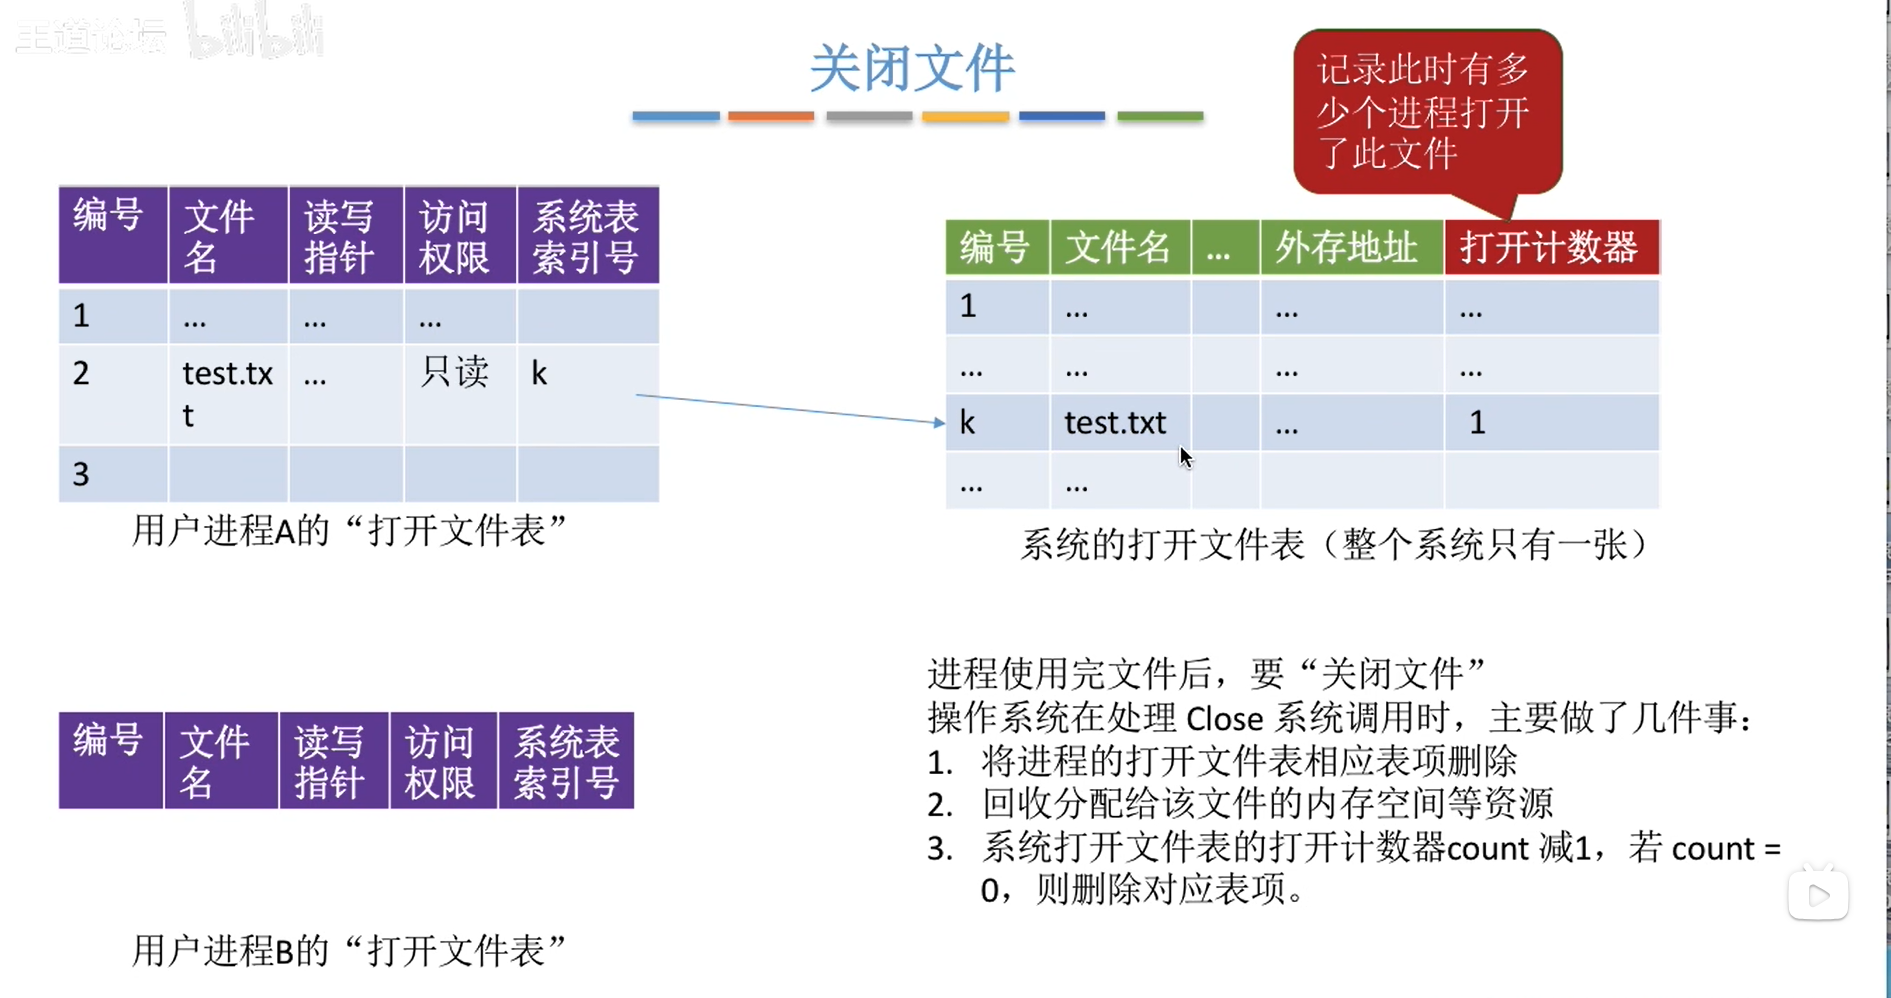 王道论坛 bilibili
关闭文件
记录此时有多
少个进程打开
了此文件
编号 文件名 读写指针 访问权限 系统表索引号
1 … … …
2 test.txt … 只读 k
3
用户进程A的“打开文件表”
编号 文件名 … 外存地址 打开计数器
1 … … …
… … … …
k test.txt … 1
… …
系统的打开文件表（整个系统只有一张）
编号 文件名 读写指针 访问权限 系统表索引号
用户进程B的“打开文件表”
进程使用完文件后，要“关闭文件”
操作系统在处理 Close 系统调用时，主要做了几件事：
1. 将进程的打开文件表相应表项删除
2. 回收分配给该文件的内存空间等资源
3. 系统打开文件表的打开计数器count 减1，若 count =
0，则删除对应表项。